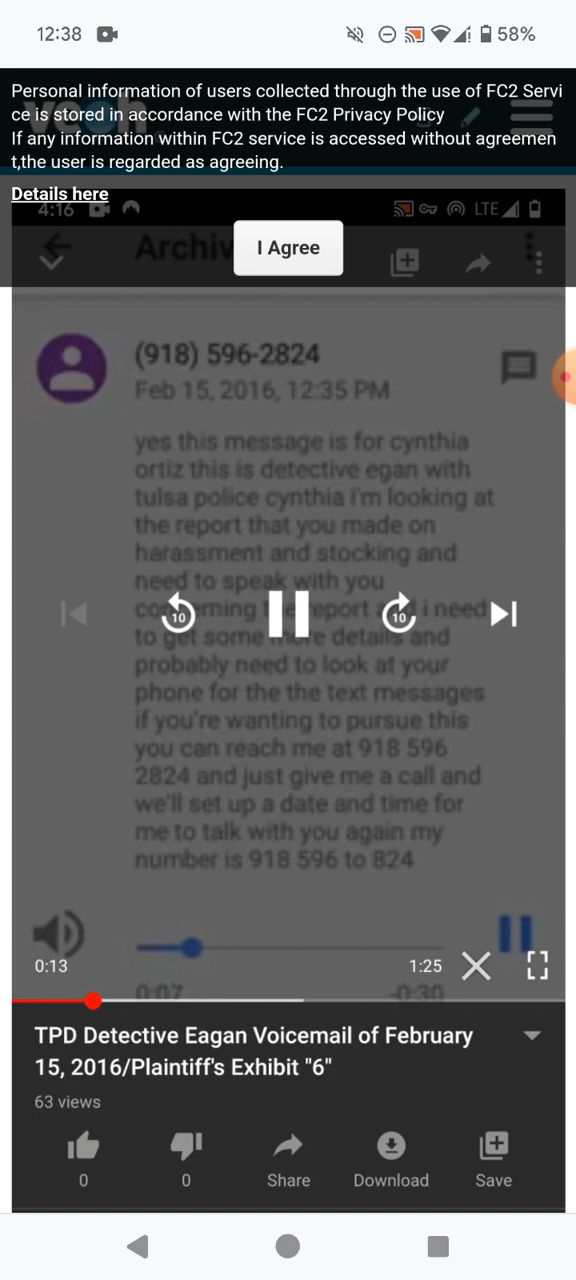 12:38
58%
Personal information of users collected through the use of FC2 Servi
ce is stored in accordance with the FC2 Privacy Policy
If any information within FC2 service is accessed without agreemen
t,the user is regarded as agreeing.
Details here
4:16
LTE
I Agree
Archiv
(918) 596-2824
Feb 15, 2016, 12:35 PM
yes this message is for cynthia
ortiz this is detective egan with
tulsa police cynthia i'm looking at
the report that you made on
harassment and stocking and
need to speak with you
report i need
10
10
to get some more details and
probably need to look at your
phone for the the text messages
if you're wanting to pursue this
you can reach me at 918 596
2824 and just give me a call and
we'll set up a date and time for
me to talk with you again my
number is 918 596 to 824
0:13
1:25
0:07
-0:30
TPD Detective Eagan Voicemail of February
15, 2016/Plaintiff's Exhibit "6"
63 views
0
0
Share
Download
Save